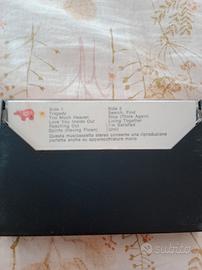 Side 1
Tragedy
Too Much Heaven
Love You Inside Out
Reaching Out
Spirits (Having Flown)
Side 2
Search, Find
Stop (Think Again)
Living Together
I'm Satisfied
Until
Questa musicassetta stereo consente una riproduzione
perfetta anche su apparecchiature mono.
subito